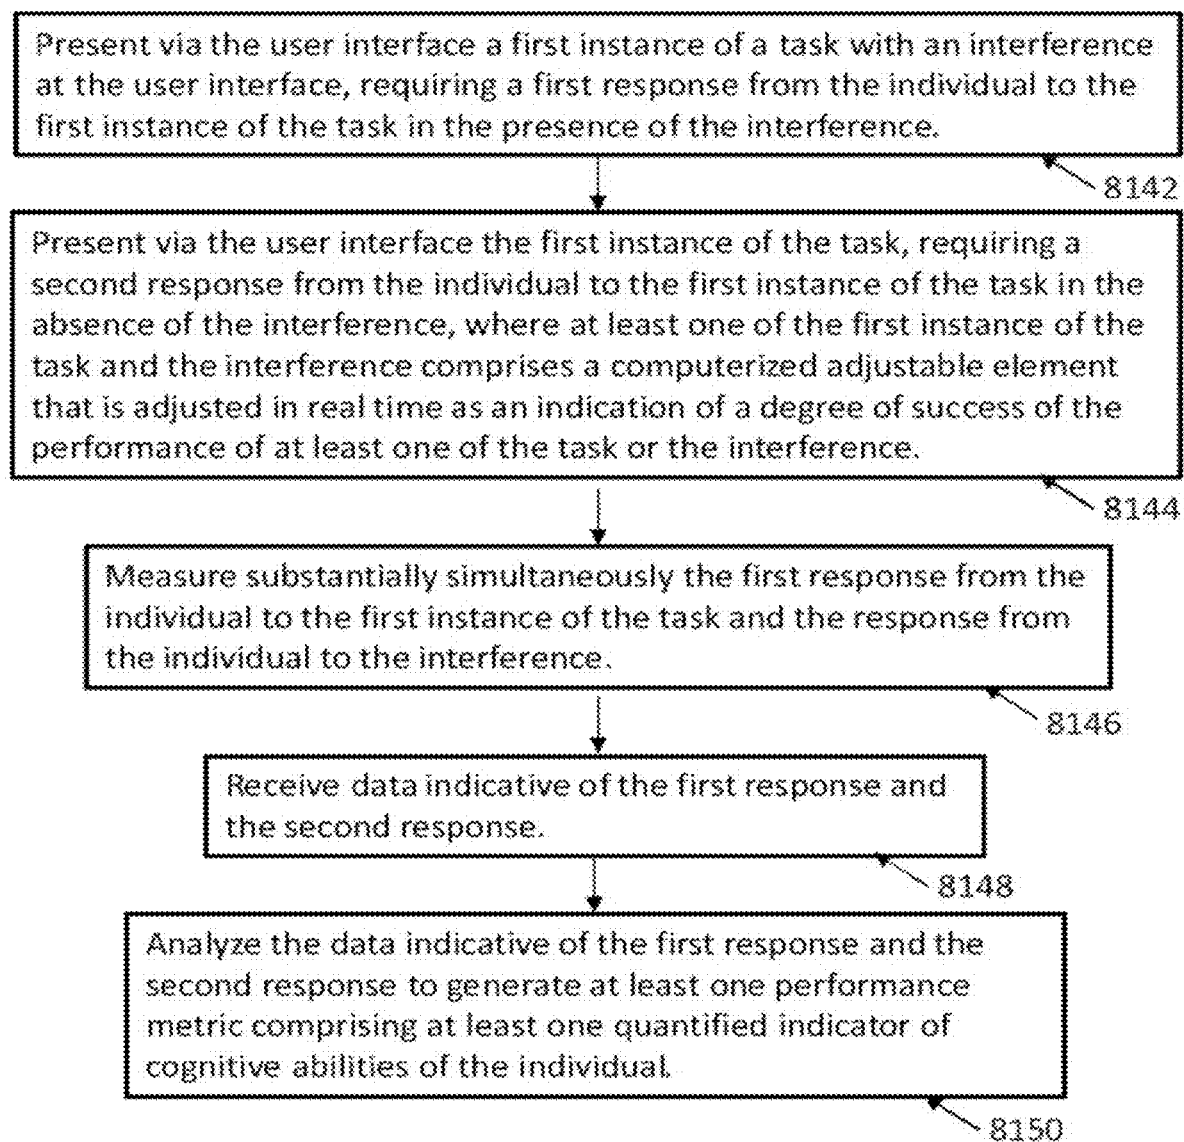 Present via the user interface a first instance of a task with an interference
at the user interface, requiring a first response from the individual to the
first instance of the task in the presence of the interference.
8142
Present via the user interface the first instance of the task, requiring a
second response from the individual to the first instance of the task in the
absence of the interference, where at least one of the first instance of the
task and the interference comprises a computerized adjustable element
that is adjusted in real time as an indication of a degree of success of the
performance of at least one of the task or the interference.
8144
Measure substantially simultaneously the first response from the
individual to the first instance of the task and the response from
the individual to the interference.
8146
Receive data indicative of the first response and
the second response.
8148
Analyze the data indicative of the first response and the
second response to generate at least one performance
metric comprising at least one quantified indicator of
cognitive abilities of the individual.
8150